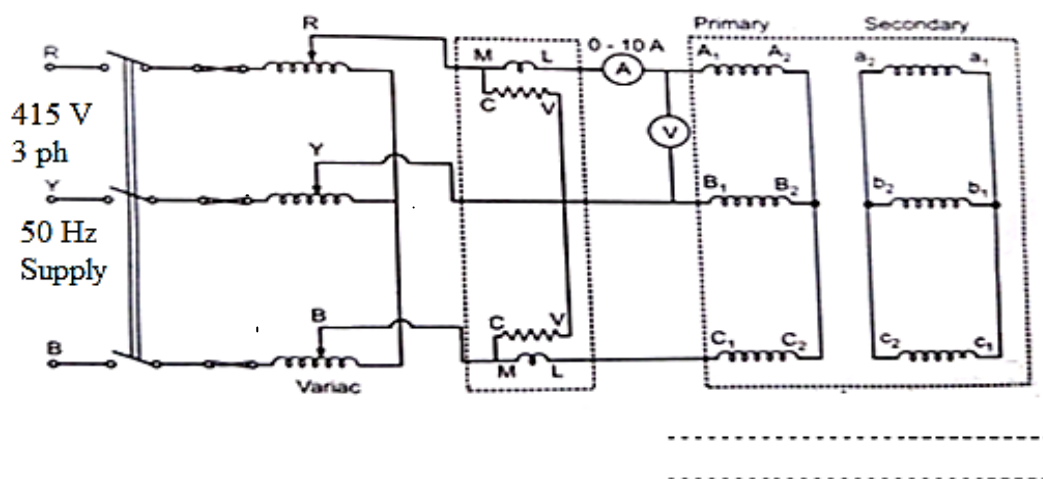 R
Primary
Secondary
R
M
L
0 - 10 A
A
A1
A2
a2
a1
415 V
3 ph
C
V
V
Y
Y
B1
B2
b2
b1
50 Hz
Supply
B
C
V
B
M
L
C1
C2
c2
c1
Variac